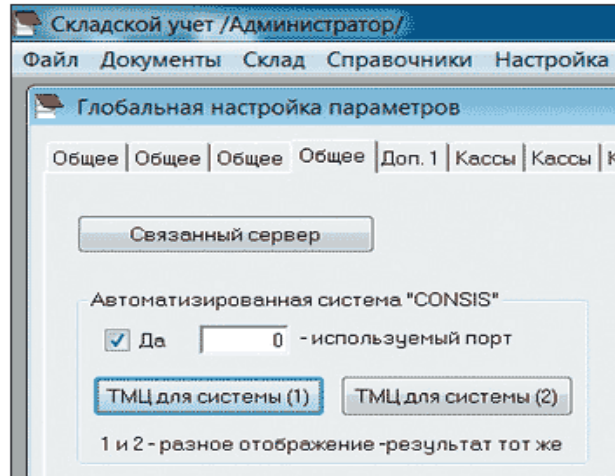 Складской учет /Администратор/
Файл Документы Склад Справочники Настройка
Глобальная настройка параметров
Общее Общее Общее Общее Доп. 1 Кассы Кассы
Связанный сервер
Автоматизированная система "CONSIS"
Да 0 - используемый порт
ТМЦ для системы (1) ТМЦ для системы (2)
1 и 2 - разное отображение -результат тот же